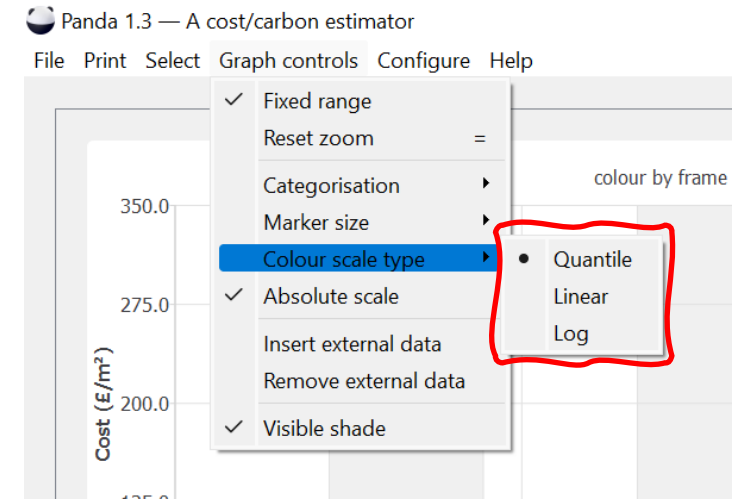 Panda 1.3 — A cost/carbon estimator
File Print Select Graph controls Configure Help
Fixed range
Reset zoom =
Categorisation
Marker size
Colour scale type
Absolute scale
Insert external data
Remove external data
Visible shade
Quantile
Linear
Log
colour by frame
350.0
275.0
200.0
125.0
Cost (£/m²)